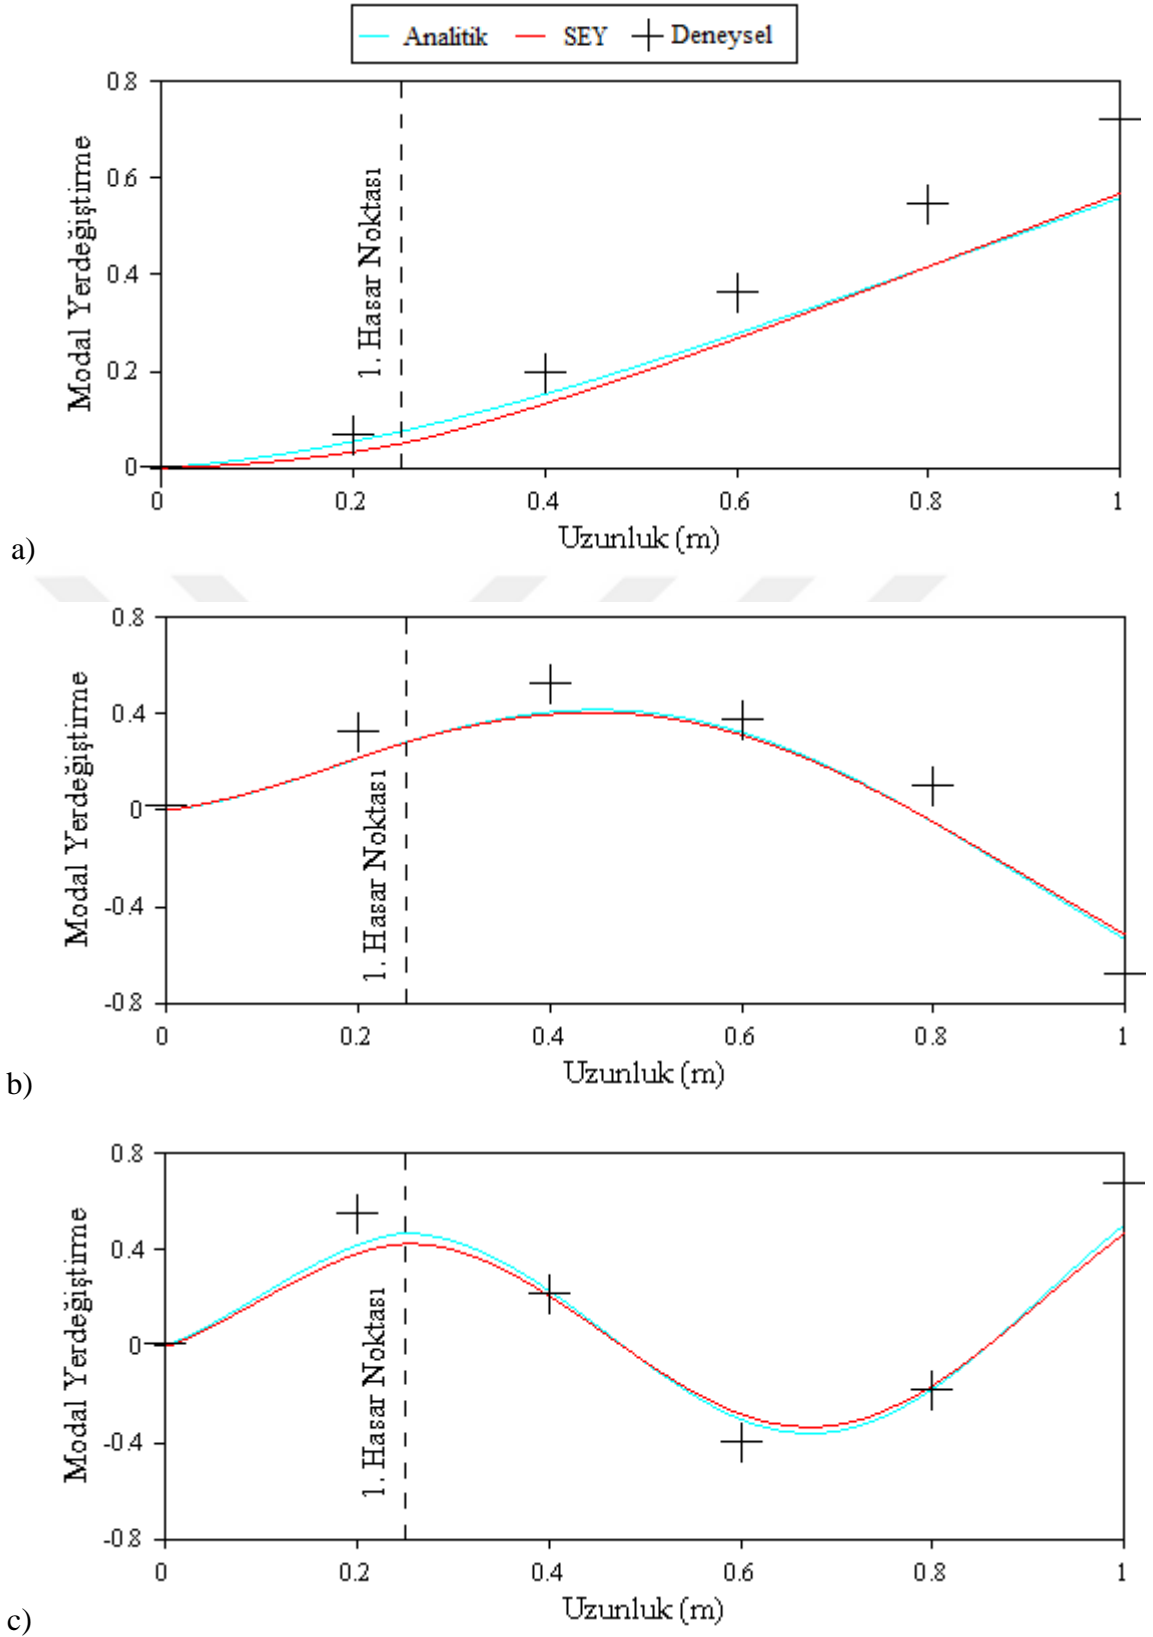 Analitik SEY Deneysel
0.8
0.6
0.4
0.2
0
Modal Yerdeğiştirme
1. Hasar Noktası
0 0.2 0.4 0.6 0.8 1
Uzunluk (m)
a)
0.8
0.4
0
-0.4
-0.8
Modal Yerdeğiştirme
1. Hasar Noktası
0 0.2 0.4 0.6 0.8 1
Uzunluk (m)
b)
0.8
0.4
0
-0.4
-0.8
Modal Yerdeğiştirme
1. Hasar Noktası
0 0.2 0.4 0.6 0.8 1
Uzunluk (m)
c)